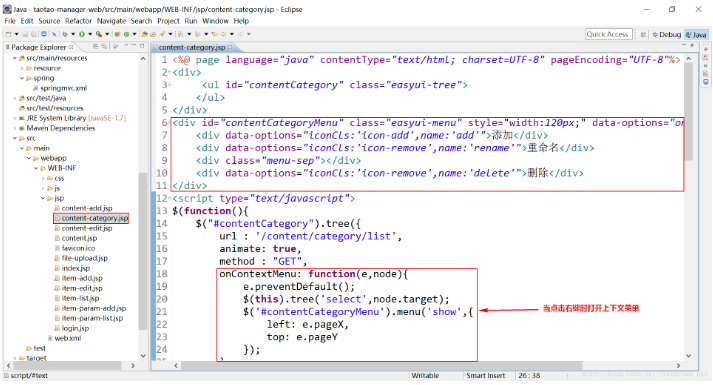 Java - taotao-manager-web/src/main/webapp/WEB-INF/jsp/content-category.jsp - Eclipse
File Edit Source Refactor Navigate Search Project Run Window Help
Quick Access
Debug
Java
Package Explorer
src/main/resources
resource
spring
springmvc.xml
src/test/java
src/test/resources
JRE System Library [JavaSE-1.7]
Maven Dependencies
src
main
webapp
WEB-INF
css
js
jsp
content-add.jsp
content-category.jsp
content-edit.jsp
content.jsp
favicon.ico
file-upload.jsp
index.jsp
item-add.jsp
item-edit.jsp
item-list.jsp
item-param-add.jsp
item-param-list.jsp
login.jsp
web.xml
test
target
content-category.jsp
1 <%@ page language="java" contentType="text/html; charset=UTF-8" pageEncoding="UTF-8"%>
2 <div>
3 <ul id="contentCategory" class="easyui-tree">
4 </ul>
5 </div>
6 <div id="contentCategoryMenu" class="easyui-menu" style="width:120px;" data-options="on
7 <div data-options="iconCls:'icon-add',name:'add'">添加</div>
8 <div data-options="iconCls:'icon-remove',name:'rename'">重命名</div>
9 <div class="menu-sep"></div>
10 <div data-options="iconCls:'icon-remove',name:'delete'">删除</div>
11 </div>
12 <script type="text/javascript">
13 $(function(){
14 $("#contentCategory").tree({
15 url : '/content/category/list',
16 animate: true,
17 method : "GET",
18 onContextMenu: function(e,node){
19 e.preventDefault();
20 $(this).tree('select',node.target);
21 $('#contentCategoryMenu').menu('show',{
22 left: e.pageX,
23 top: e.pageY
24 });
当点击右键时打开上下文菜单
script/#text
Writable
Smart Insert
26 : 38